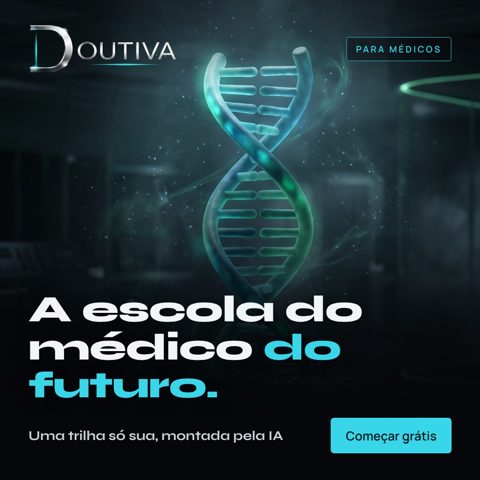 DOUTIVA
PARA MÉDICOS
A escola do
médico do
futuro.
Uma trilha só sua, montada pela IA
Começar grátis